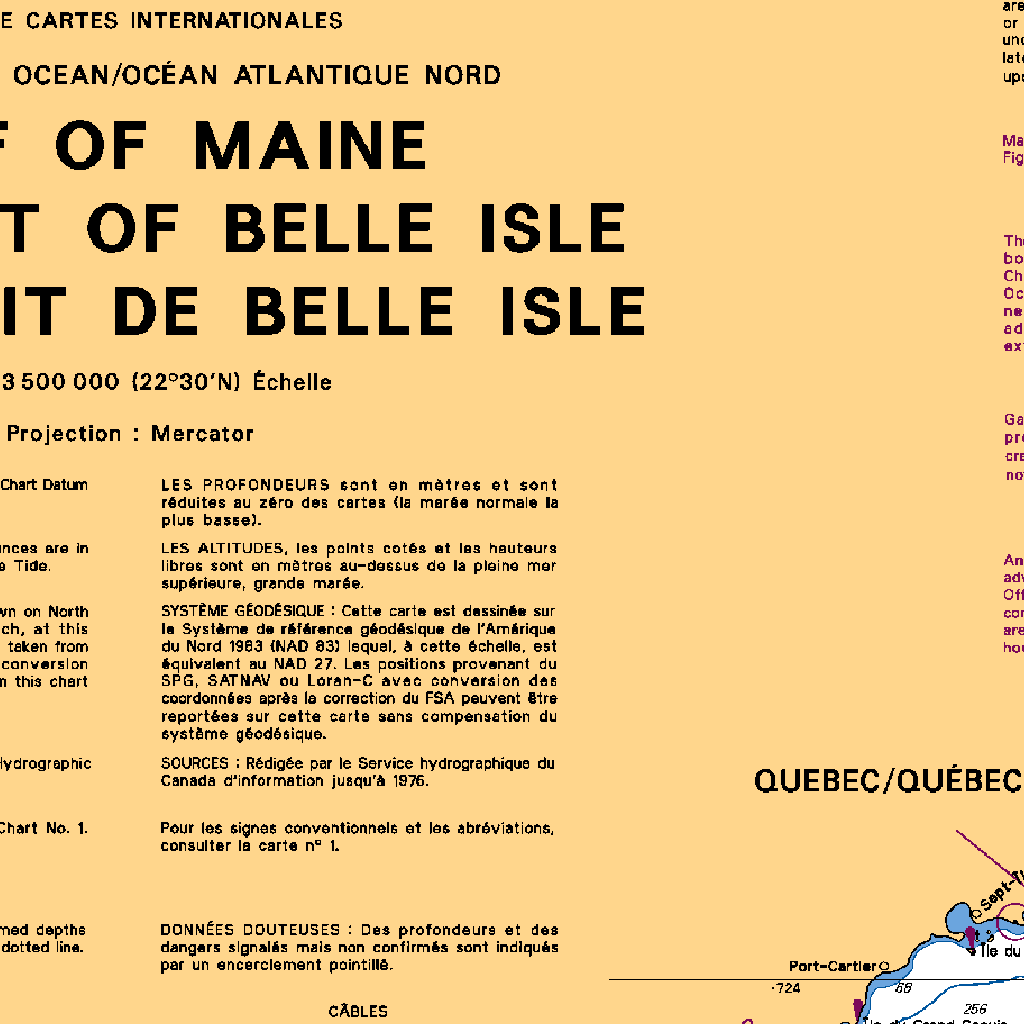 E CARTES INTERNATIONALES
OCEAN/OCÉAN ATLANTIQUE NORD
F OF MAINE
T OF BELLE ISLE
IT DE BELLE ISLE
3 500 000 (22°30'N) Échelle
Projection : Mercator
Chart Datum
nces are in
e Tide.
wn on North
ch, at this
taken from
conversion
n this chart
Hydrographic
Chart No. 1.
med depths
dotted line.
LES PROFONDEURS sont en mètres et sont
réduites au zéro des cartes (la marée normale la
plus basse).
LES ALTITUDES, les points cotés et les hauteurs
libres sont en mètres au-dessus de la pleine mer
supérieure, grande marée.
SYSTÈME GÉODÉSIQUE : Cette carte est dessinée sur
le Système de référence géodésique de l'Amérique
du Nord 1983 (NAD 83) lequel, à cette échelle, est
équivalent au NAD 27. Les positions provenant du
SPG, SATNAV ou Loran-C avec conversion des
coordonnées après la correction du FSA peuvent être
reportées sur cette carte sans compensation du
système géodésique.
SOURCES : Rédigée par le Service hydrographique du
Canada d'information jusqu'à 1976.
Pour les signes conventionnels et les abréviations,
consulter la carte n° 1.
DONNÉES DOUTEUSES : Des profondeurs et des
dangers signalés mais non confirmés sont indiqués
par un encerclement pointillé.
CÂBLES
are
or
und
late
upo
Ma
Fig
The
bo
Ch
Oc
ne
ad
ext
Ga
pro
cre
no
An
adv
Off
con
are
hou
QUEBEC/QUÉBEC
Sept-Î
Île du
Port-Cartier
724
68
256